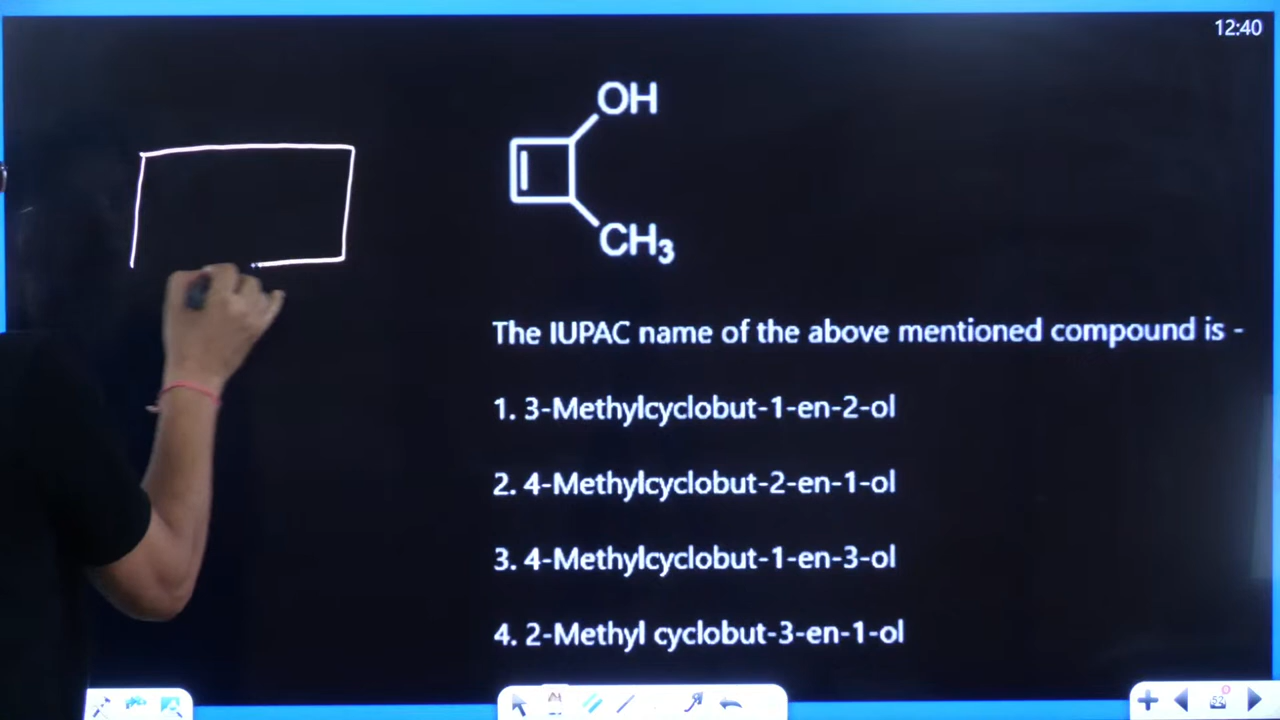 12:40
OH
CH₃
The IUPAC name of the above mentioned compound is -
1. 3-Methylcyclobut-1-en-2-ol
2. 4-Methylcyclobut-2-en-1-ol
3. 4-Methylcyclobut-1-en-3-ol
4. 2-Methyl cyclobut-3-en-1-ol